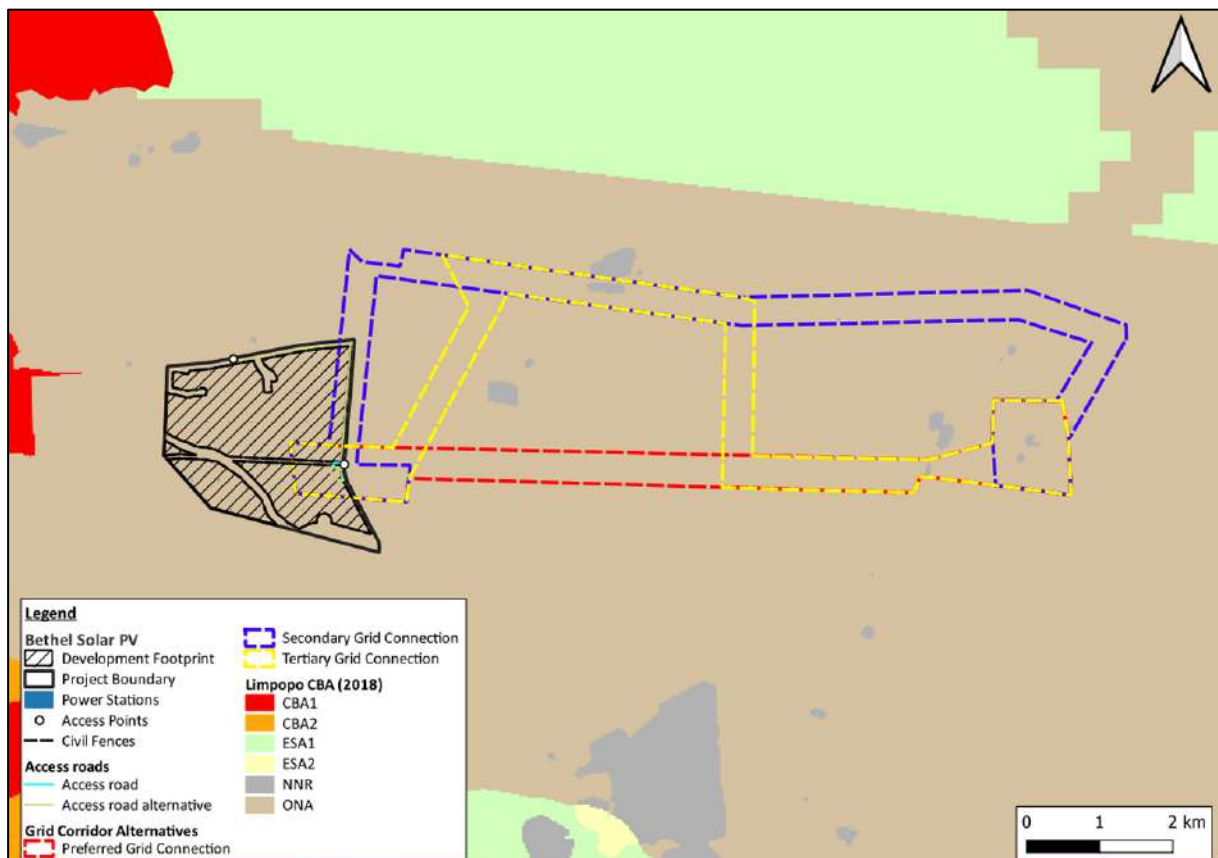 Legend
Bethel Solar PV
Development Footprint
Project Boundary
Power Stations
Access Points
Civil Fences
Access roads
Access road
Access road alternative
Grid Corridor Alternatives
Preferred Grid Connection
Secondary Grid Connection
Tertiary Grid Connection
Limpopo CBA (2018)
CBA1
CBA2
ESA1
ESA2
NNR
ONA
0 1 2 km